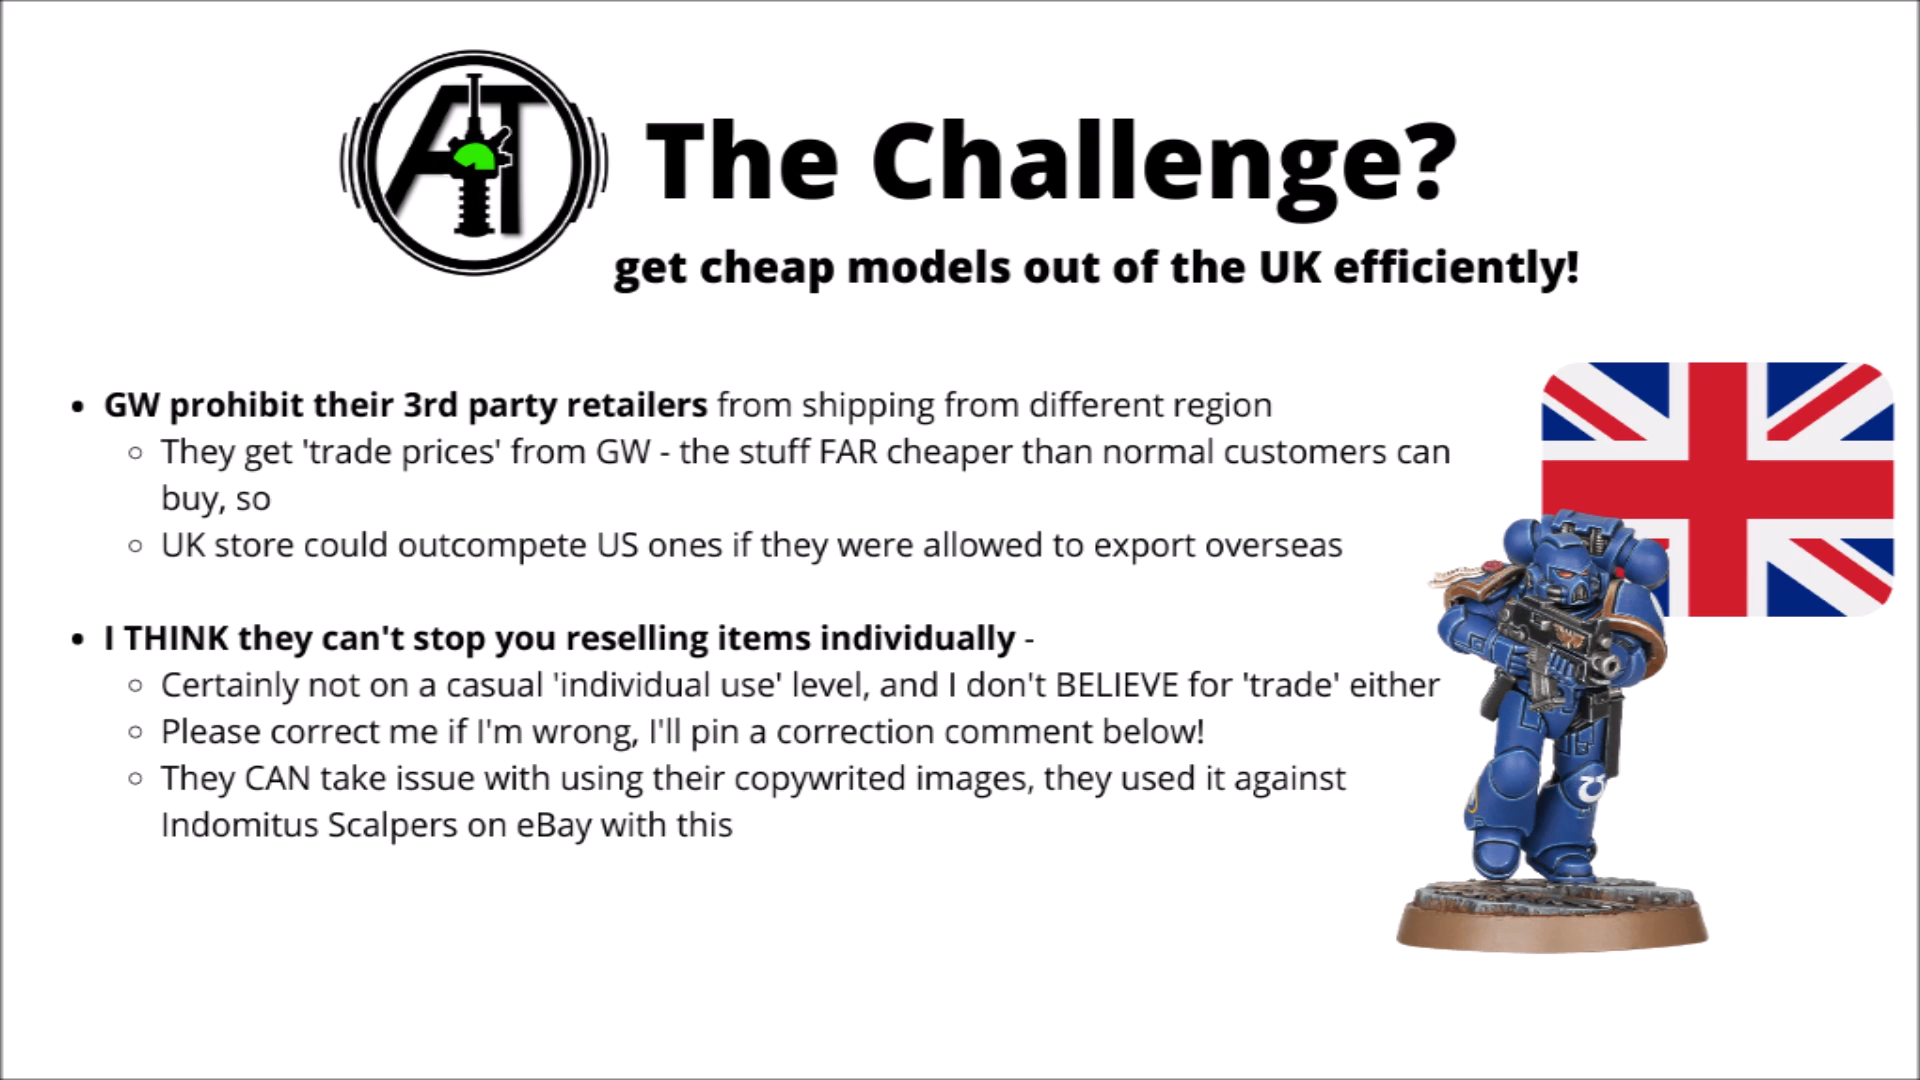 AT
The Challenge?
get cheap models out of the UK efficiently!
• GW prohibit their 3rd party retailers from shipping from different region
◦ They get 'trade prices' from GW - the stuff FAR cheaper than normal customers can
buy, so
◦ UK store could outcompete US ones if they were allowed to export overseas
• I THINK they can't stop you reselling items individually -
◦ Certainly not on a casual 'individual use' level, and I don't BELIEVE for 'trade' either
◦ Please correct me if I'm wrong, I'll pin a correction comment below!
◦ They CAN take issue with using their copywrited images, they used it against
Indomitus Scalpers on eBay with this